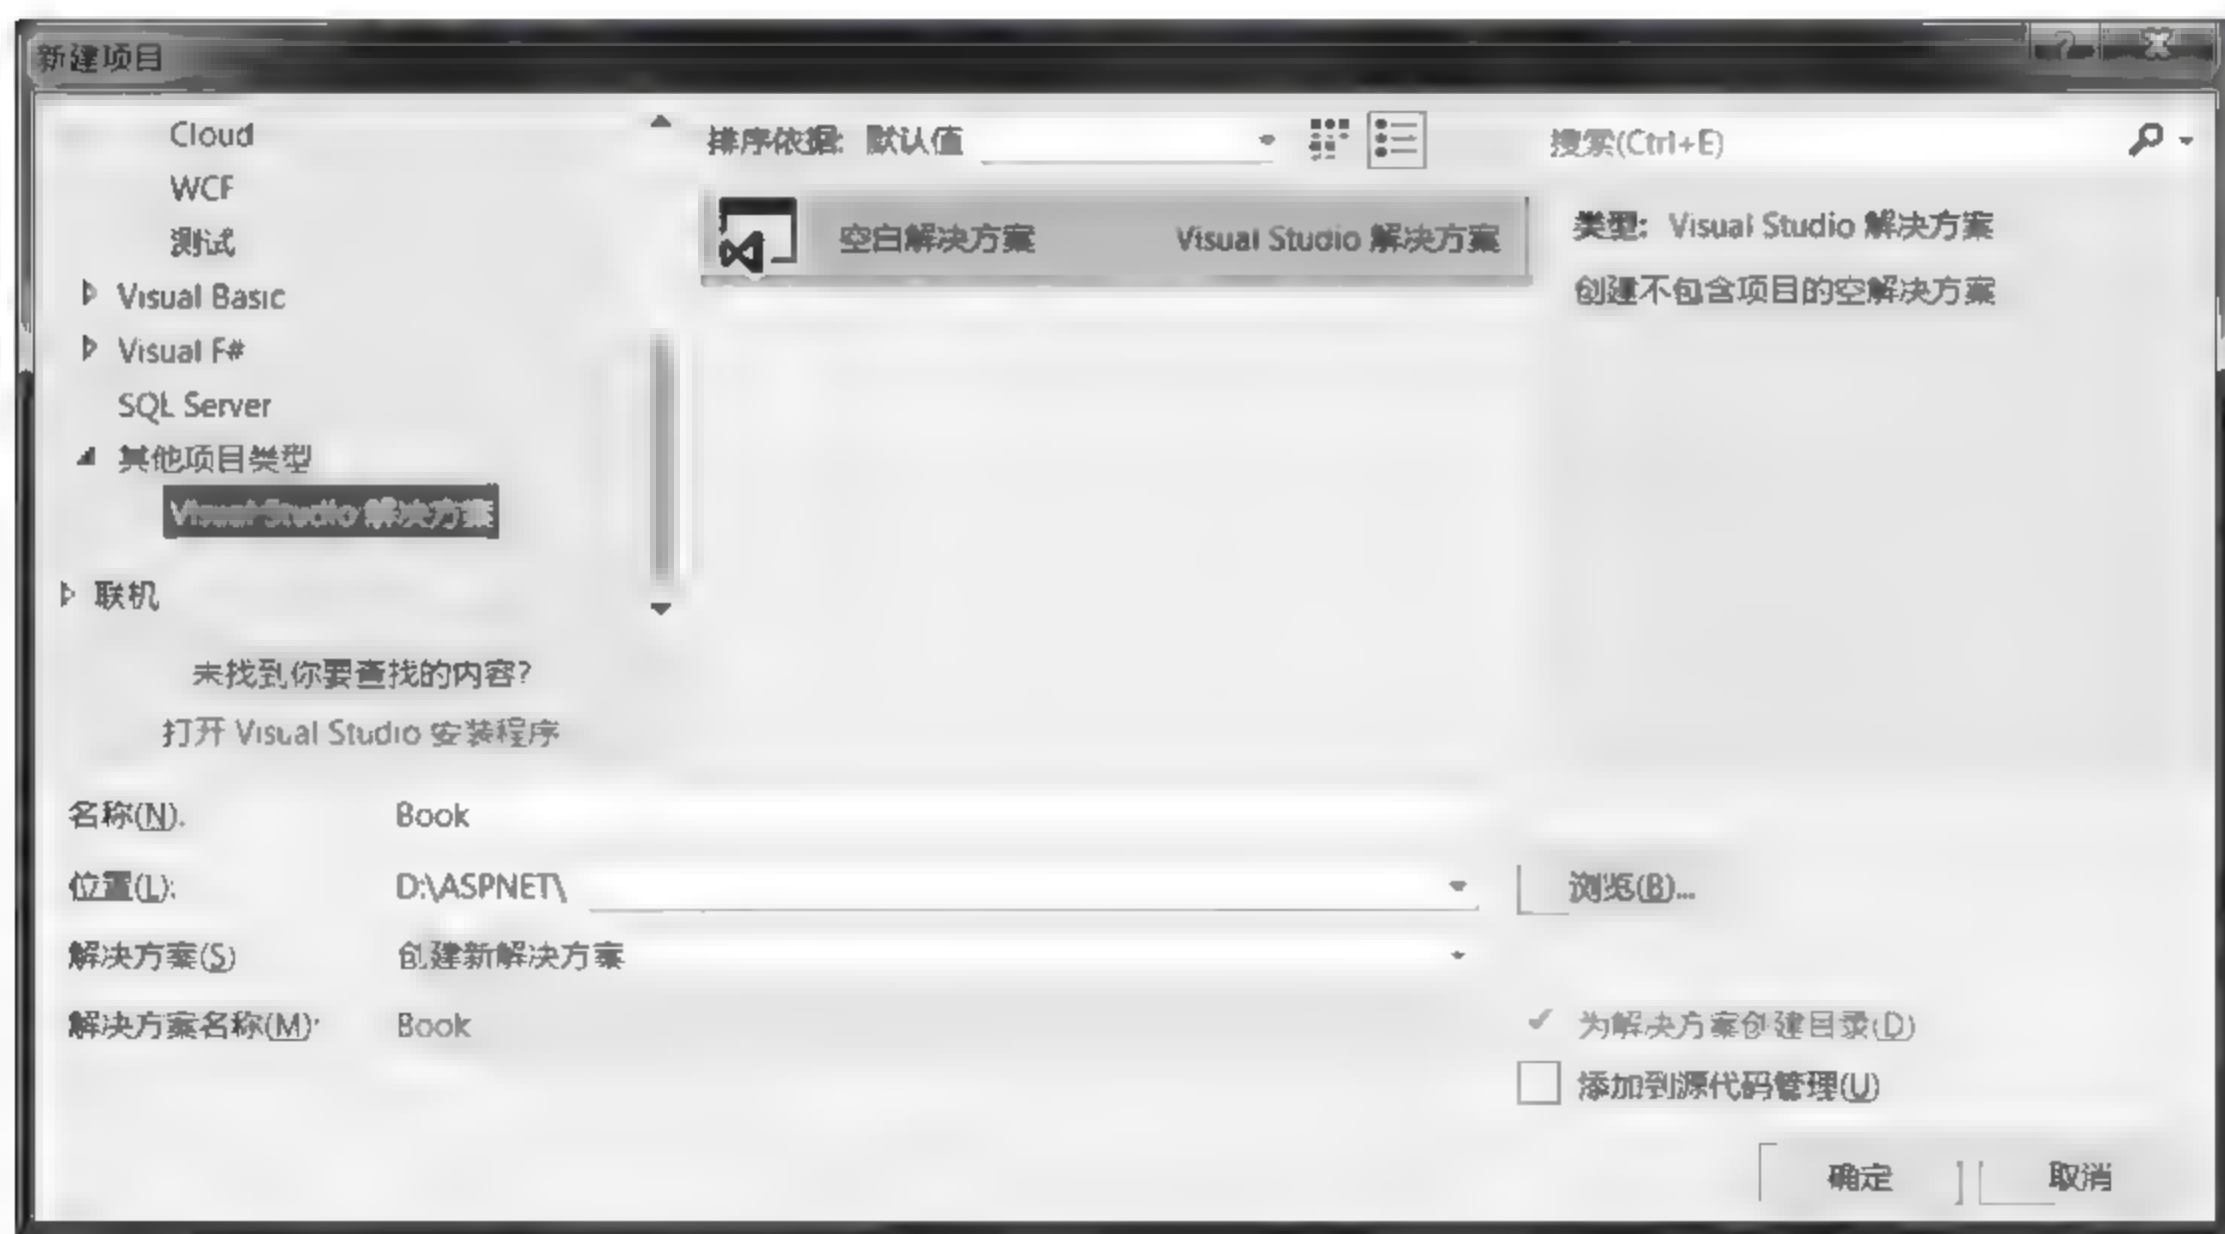 新建项目
Cloud
WCF
测试
Visual Basic
Visual F#
SQL Server
其他项目类型
Visual Studio 解决方案
联机
未找到你要查找的内容?
打开 Visual Studio 安装程序
排序依据: 默认值
搜索(Ctrl+E)
空白解决方案 Visual Studio 解决方案
类型: Visual Studio 解决方案
创建不包含项目的空解决方案
名称(N):
Book
位置(L):
D:\ASPNET\
浏览(B)...
解决方案(S)
创建新解决方案
解决方案名称(M):
Book
为解决方案创建目录(D)
添加到源代码管理(U)
确定
取消